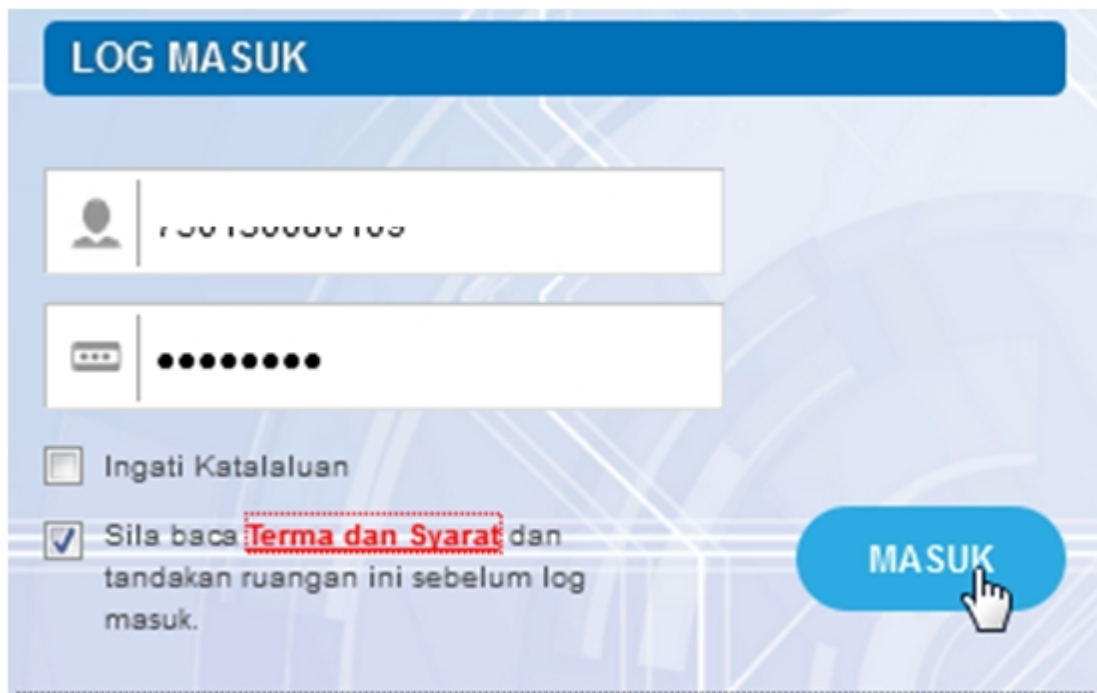 LOG MASUK
••••••••
Ingati Katalaluan
Sila baca Terma dan Syarat dan
tandakan ruangan ini sebelum log
masuk.
MASUK